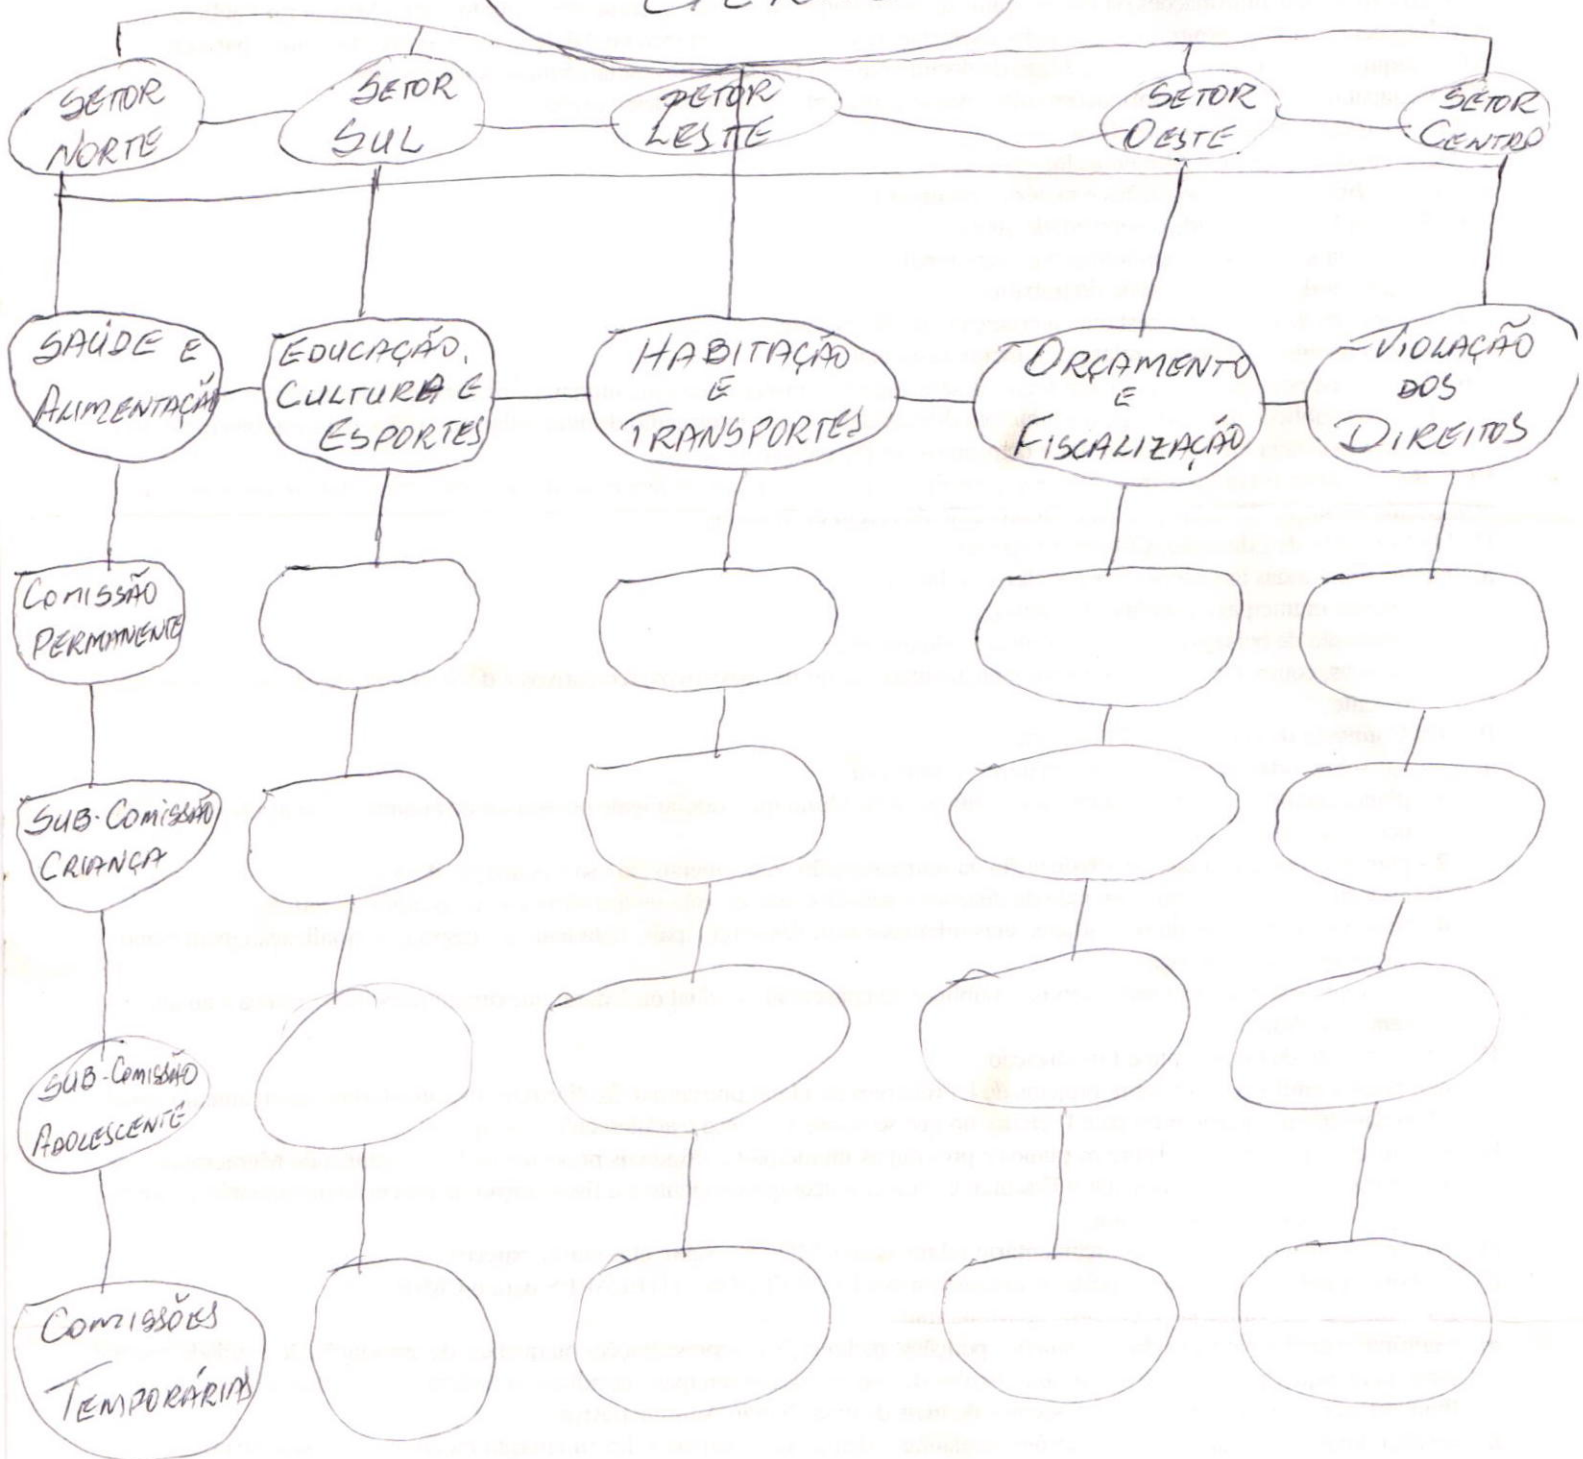 SETOR
NORTE
SETOR
SUL
SETOR
LESTE
SETOR
OESTE
SETOR
CENTRO
SAÚDE E
ALIMENTAÇÃO
EDUCAÇÃO,
CULTURA E
ESPORTES
HABITAÇÃO
E
TRANSPORTES
ORÇAMENTO
E
FISCALIZAÇÃO
-VIOLAÇÃO
DOS
DIREITOS
COMISSÃO
PERMANENTE
SUB-COMISSÃO
CRIANÇA
SUB-COMISSÃO
ADOLESCENTE
COMISSÕES
TEMPORÁRIAS